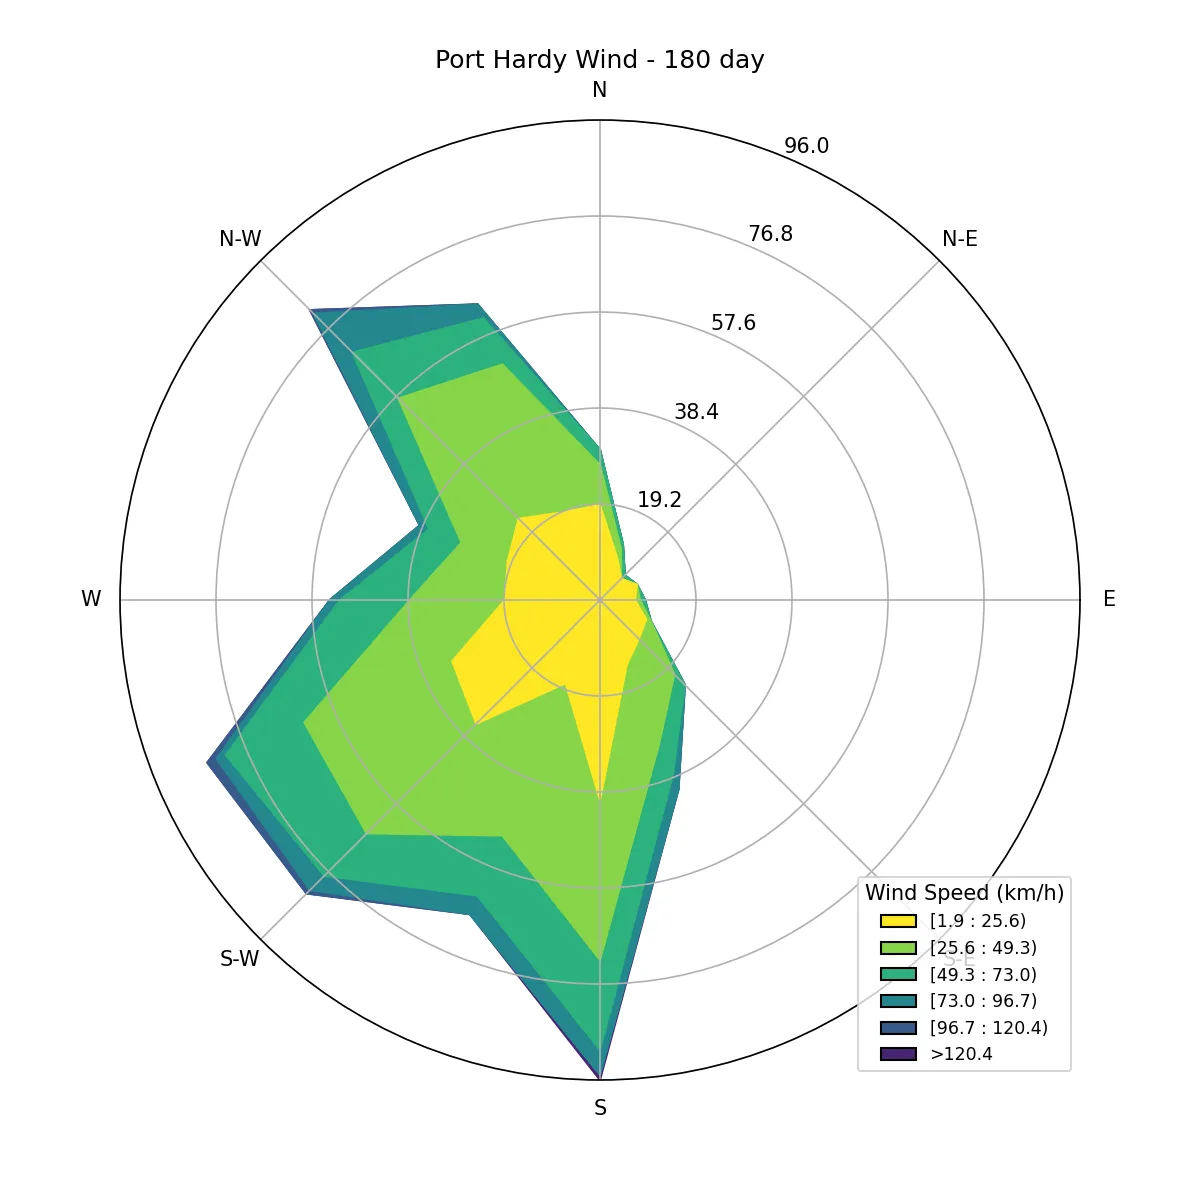 Port Hardy Wind - 180 day
N
96.0
76.8
N-W
N-E
57.6
38.4
19.2
W
E
S-W
S-E
S
Wind Speed (km/h)
[1.9 : 25.6)
[25.6 : 49.3)
[49.3 : 73.0)
[73.0 : 96.7)
[96.7 : 120.4)
>120.4